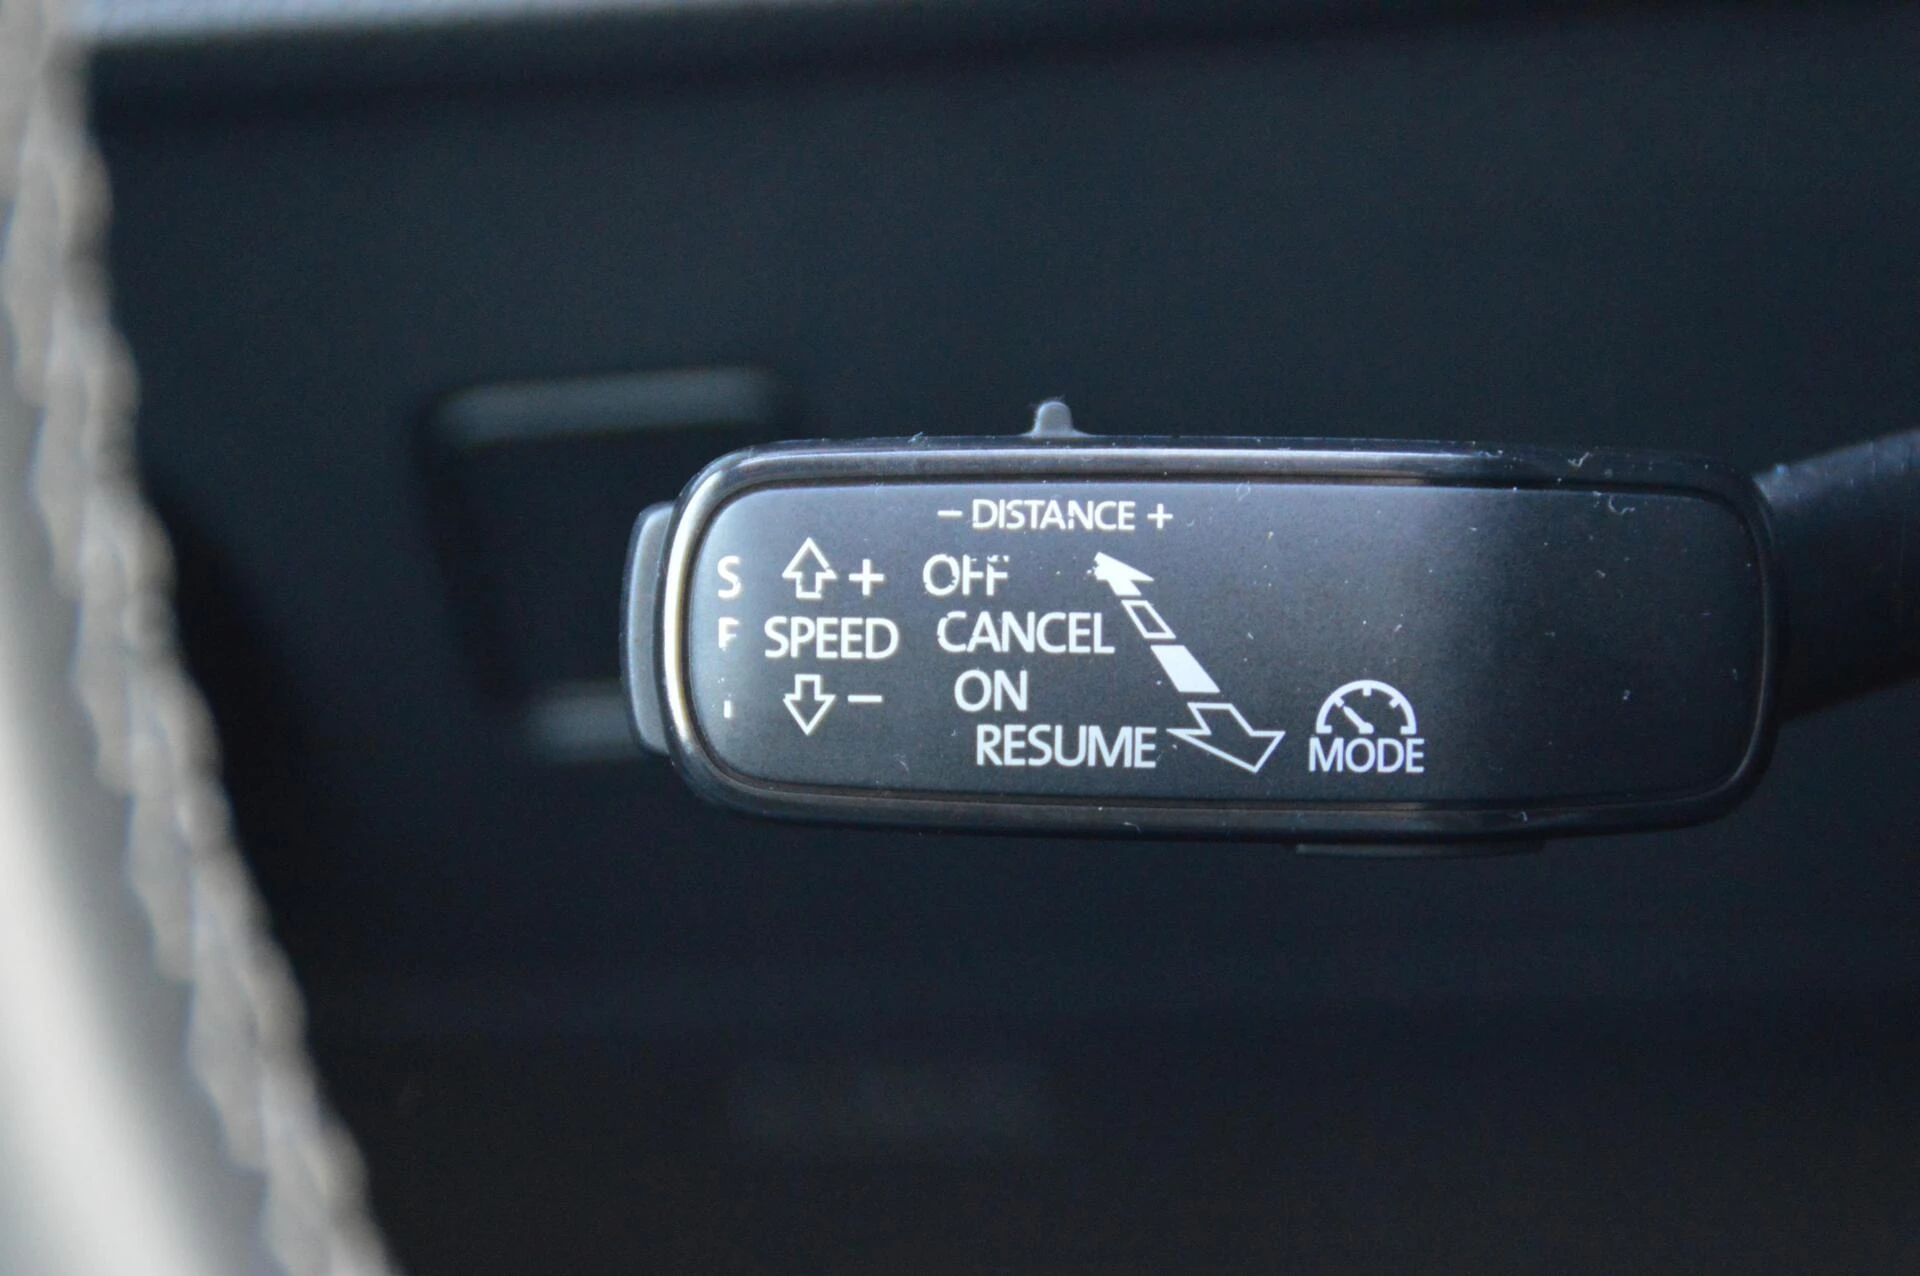 - DISTANCE +
S + OFF
SPEED CANCEL
- ON
RESUME MODE